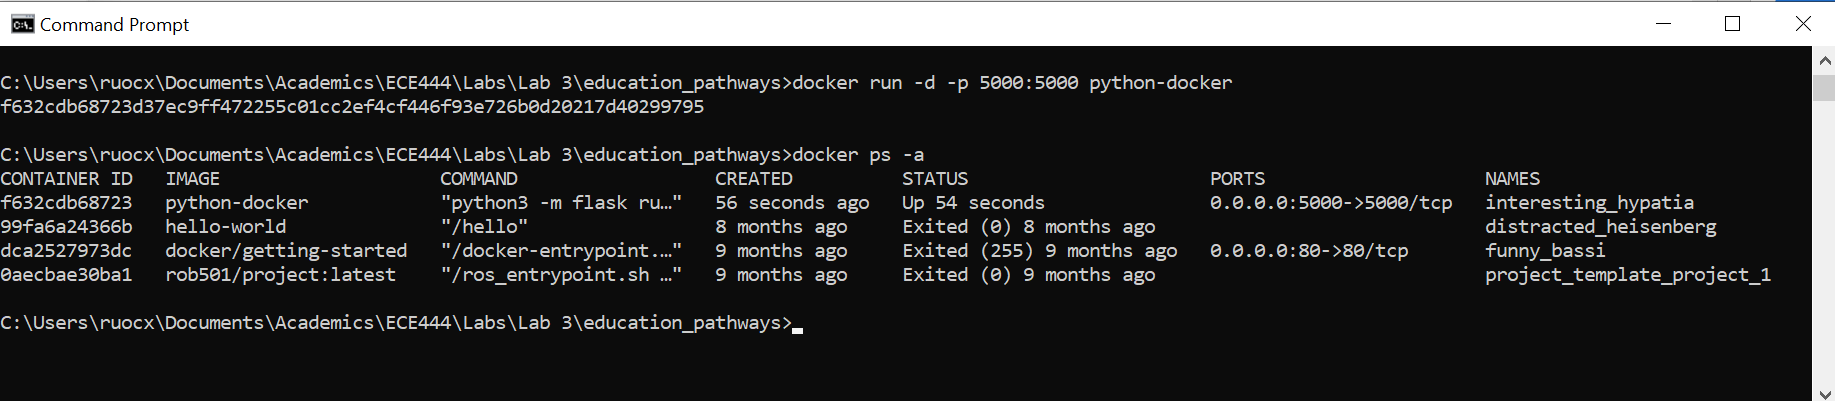 Command Prompt
C:\Users\ruocx\Documents\Academics\ECE444\Labs\Lab 3\education_pathways>docker run -d -p 5000:5000 python-docker
f632cdb68723d37ec9ff472255c01cc2ef4cf446f93e726b0d20217d40299795
C:\Users\ruocx\Documents\Academics\ECE444\Labs\Lab 3\education_pathways>docker ps -a
CONTAINER ID   IMAGE                    COMMAND                  CREATED          STATUS                      PORTS                    NAMES
f632cdb68723   python-docker            "python3 -m flask ru…"   56 seconds ago   Up 54 seconds               0.0.0.0:5000->5000/tcp   interesting_hypatia
99fa6a24366b   hello-world              "/hello"                 8 months ago     Exited (0) 8 months ago                              distracted_heisenberg
dca2527973dc   docker/getting-started   "/docker-entrypoint.…"   9 months ago     Exited (255) 9 months ago   0.0.0.0:80->80/tcp       funny_bassi
0aecbae30ba1   rob501/project:latest    "/ros_entrypoint.sh …"   9 months ago     Exited (0) 9 months ago                              project_template_project_1
C:\Users\ruocx\Documents\Academics\ECE444\Labs\Lab 3\education_pathways>